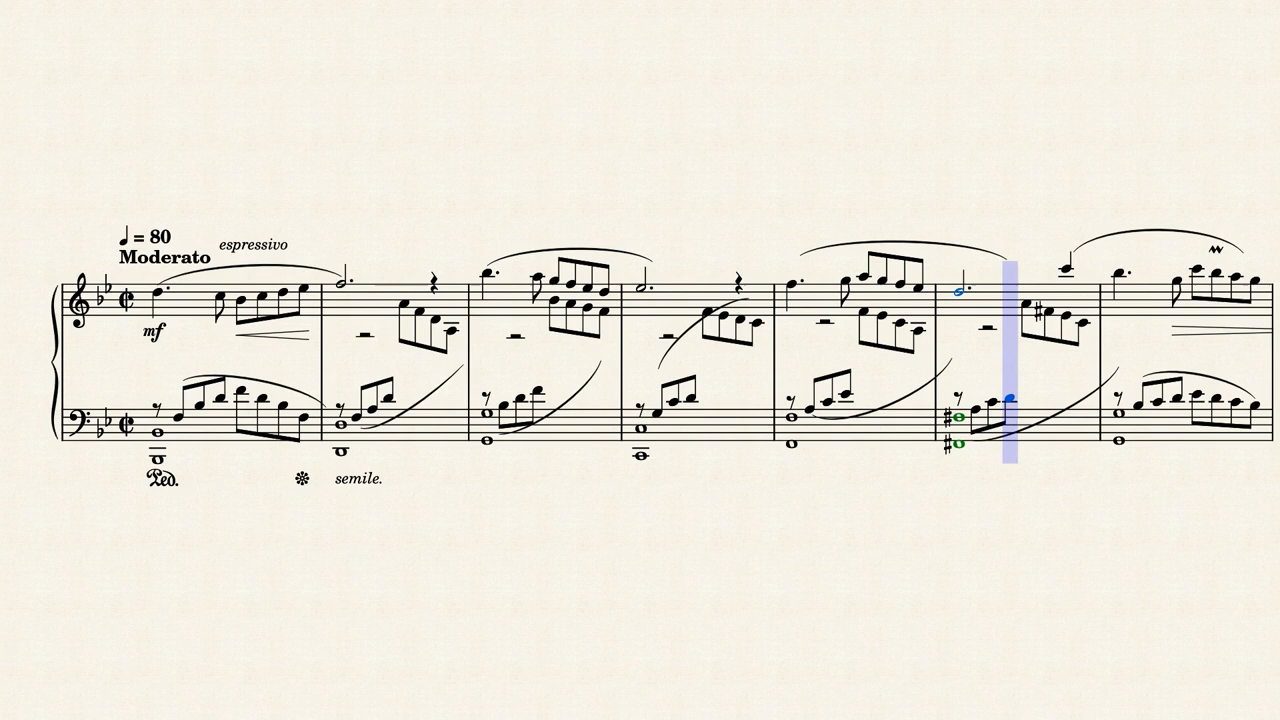 ♩ = 80
Moderato
espressivo
mf
Ped.
semile.